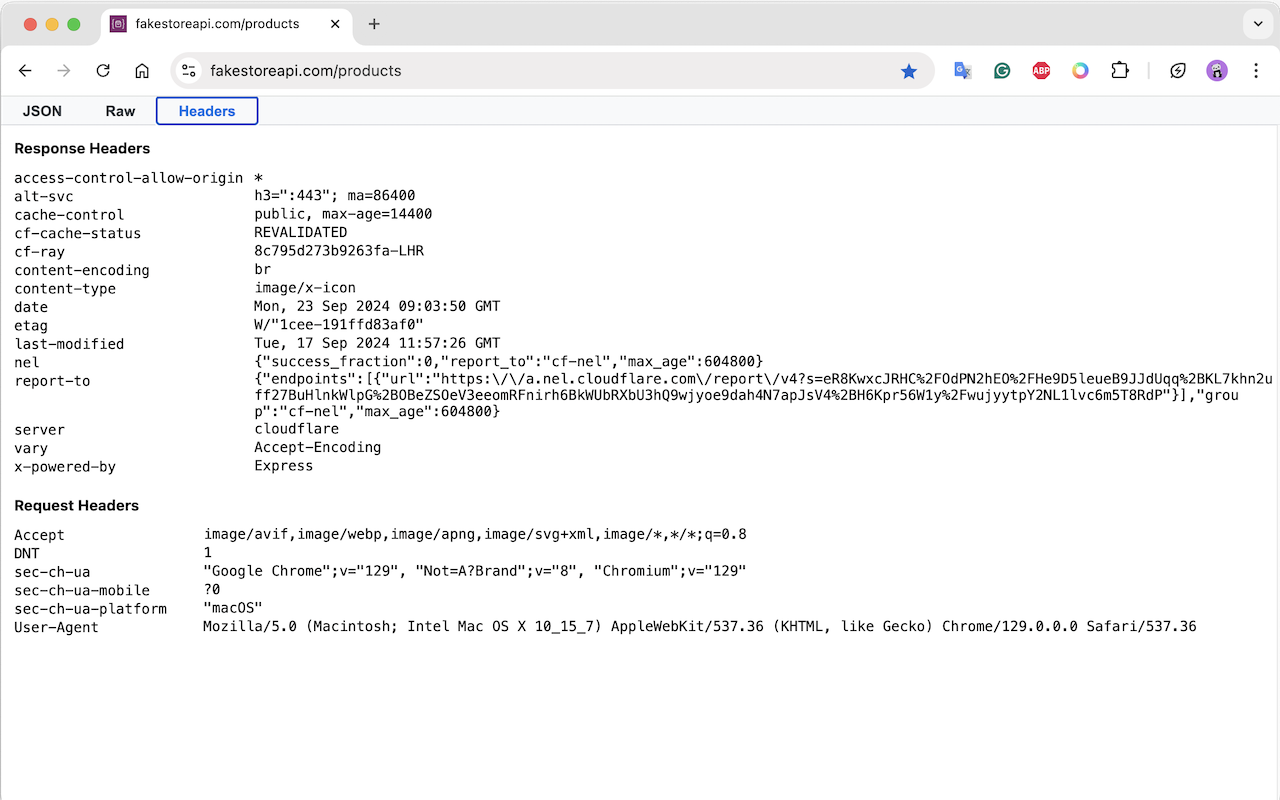 fakestoreapi.com/products
fakestoreapi.com/products
ABP
JSON Raw Headers
Response Headers
access-control-allow-origin *
alt-svc h3=":443"; ma=86400
cache-control public, max-age=14400
cf-cache-status REVALIDATED
cf-ray 8c795d273b9263fa-LHR
content-encoding br
content-type image/x-icon
date Mon, 23 Sep 2024 09:03:50 GMT
etag W/"1cee-191ffd83af0"
last-modified Tue, 17 Sep 2024 11:57:26 GMT
nel {"success_fraction":0,"report_to":"cf-nel","max_age":604800}
report-to {"endpoints":[{"url":"https:\/\/a.nel.cloudflare.com\/report\/v4?s=eR8KwxcJRHC%2FOdPN2hEO%2FHe9D5leueB9JJdUqq%2BKL7khn2u
ff27BuHlnkWlpG%2BOBeZSOeV3eeomRFnirh6BkWUbRXbU3hQ9wjyoe9dah4N7apJsV4%2BH6Kpr56W1y%2FwujyytpY2NL1lvc6m5T8RdP"}],"grou
p":"cf-nel","max_age":604800}
server cloudflare
vary Accept-Encoding
x-powered-by Express
Request Headers
Accept image/avif,image/webp,image/apng,image/svg+xml,image/*,*/*;q=0.8
DNT 1
sec-ch-ua "Google Chrome";v="129", "Not=A?Brand";v="8", "Chromium";v="129"
sec-ch-ua-mobile ?0
sec-ch-ua-platform "macOS"
User-Agent Mozilla/5.0 (Macintosh; Intel Mac OS X 10_15_7) AppleWebKit/537.36 (KHTML, like Gecko) Chrome/129.0.0.0 Safari/537.36